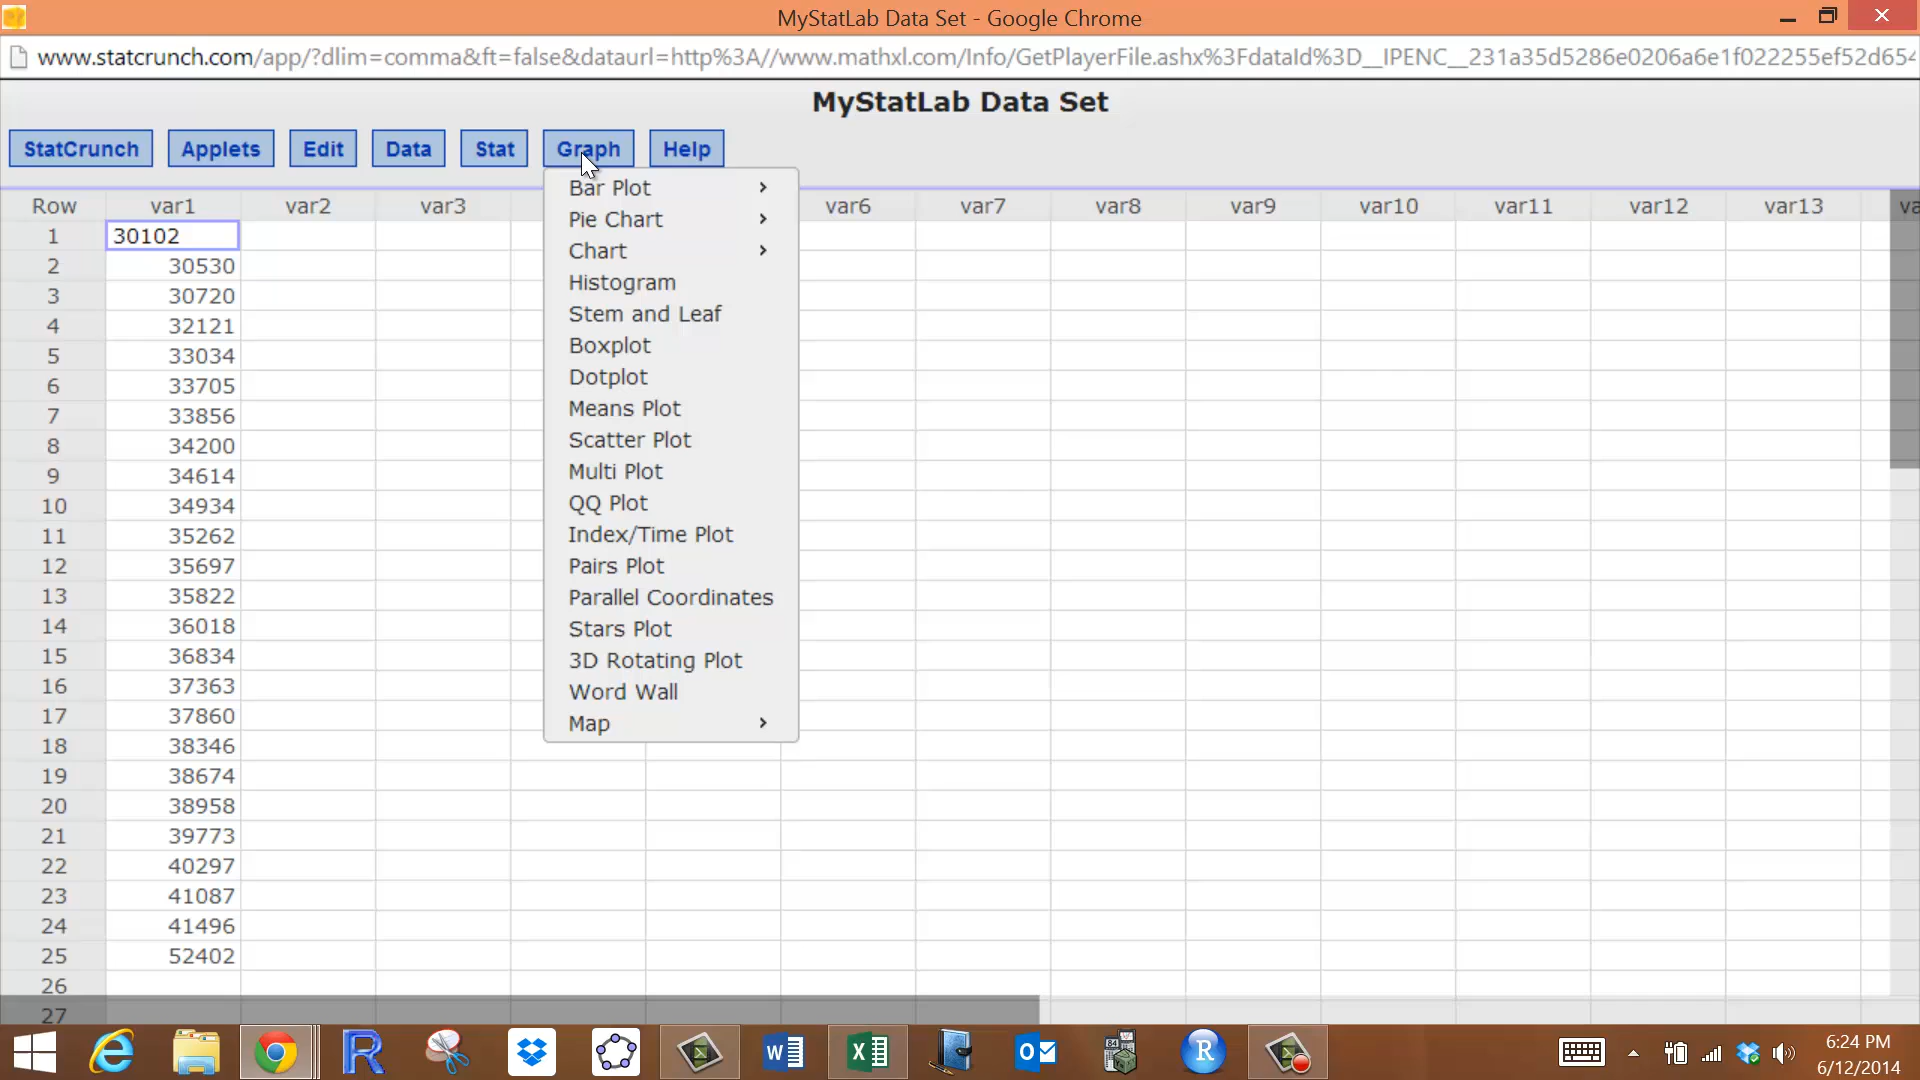 MyStatLab Data Set - Google Chrome
www.statcrunch.com/app/?dlim=comma&ft=false&dataurl=http%3A//www.mathxl.com/Info/GetPlayerFile.ashx%3FdataId%3D__IPENC__231a35d5286e0206a6e1f022255ef52d654
MyStatLab Data Set
StatCrunch Applets Edit Data Stat Graph Help
Row var1 var2 var3 var6 var7 var8 var9 var10 var11 var12 var13 va
Bar Plot
Pie Chart
Chart
Histogram
Stem and Leaf
Boxplot
Dotplot
Means Plot
Scatter Plot
Multi Plot
QQ Plot
Index/Time Plot
Pairs Plot
Parallel Coordinates
Stars Plot
3D Rotating Plot
Word Wall
Map
1 30102
2 30530
3 30720
4 32121
5 33034
6 33705
7 33856
8 34200
9 34614
10 34934
11 35262
12 35697
13 35822
14 36018
15 36834
16 37363
17 37860
18 38346
19 38674
20 38958
21 39773
22 40297
23 41087
24 41496
25 52402
26
27
6:24 PM
6/12/2014